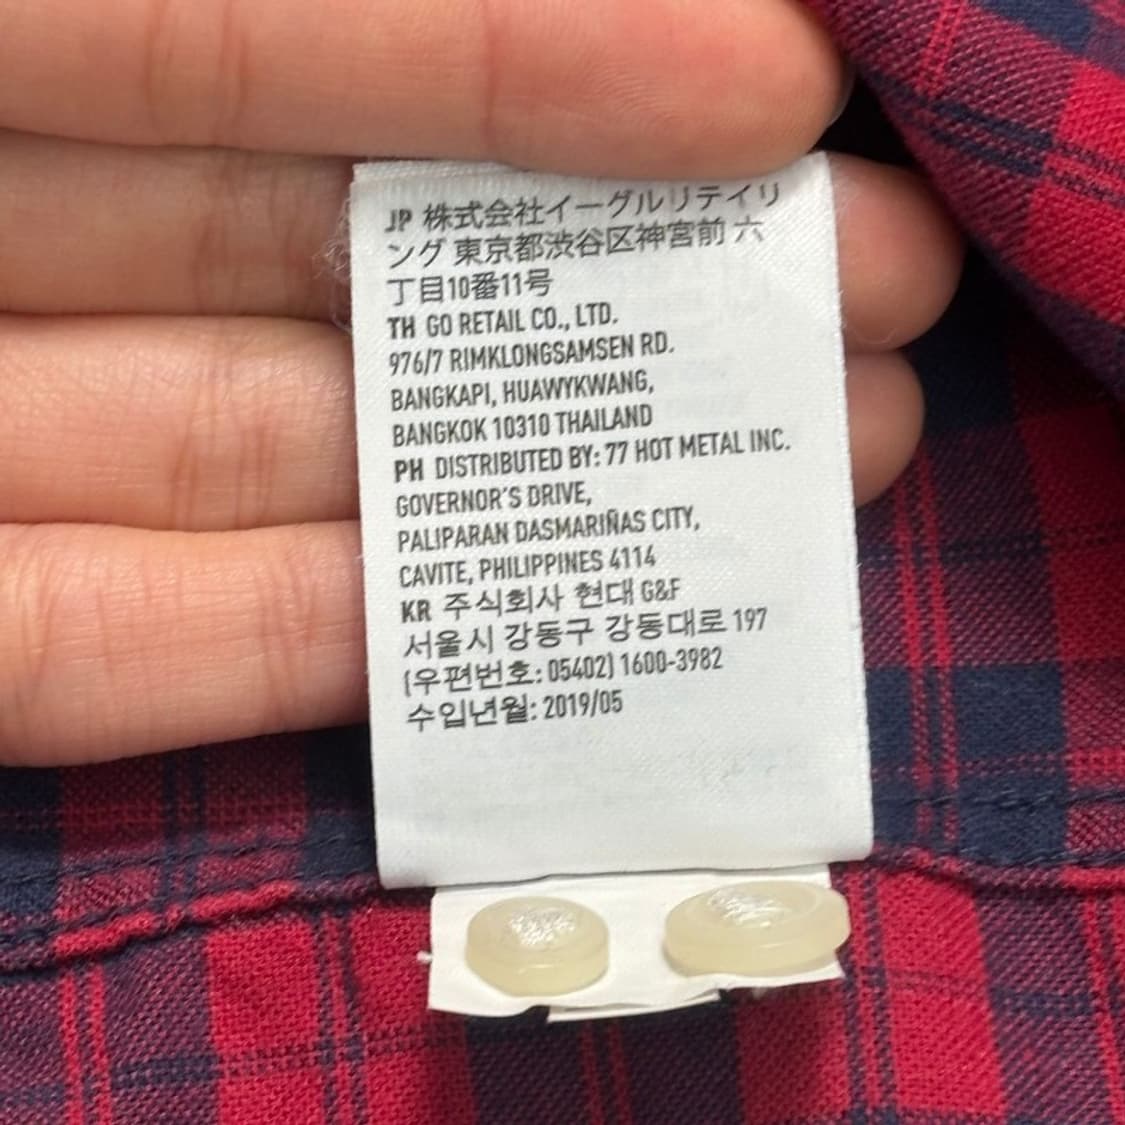 JP 株式会社イーグルリテイリ
ング 東京都渋谷区神宮前 六
丁目10番11号
TH GO RETAIL CO., LTD.
976/7 RIMKLONGSAMSEN RD.
BANGKAPI, HUAWYKWANG,
BANGKOK 10310 THAILAND
PH DISTRIBUTED BY: 77 HOT METAL INC.
GOVERNOR'S DRIVE,
PALIPARAN DASMARIÑAS CITY,
CAVITE, PHILIPPINES 4114
KR 주식회사 현대 G&F
서울시 강동구 강동대로 197
(우편번호: 05402) 1600-3982
수입년월: 2019/05